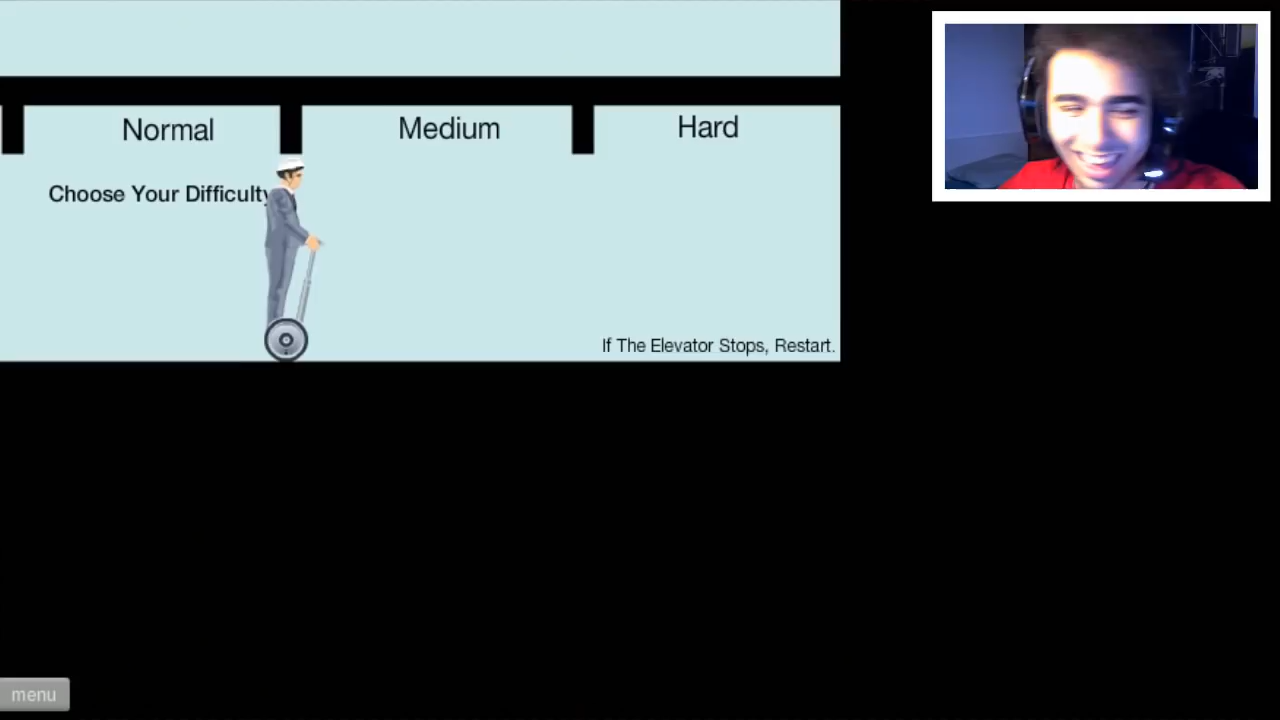 Normal
Medium
Hard
Choose Your Difficulty
If The Elevator Stops, Restart.
menu